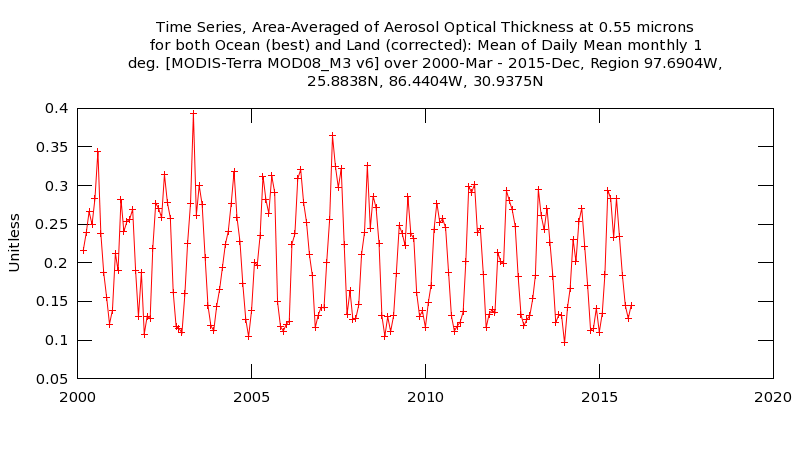 Time Series, Area-Averaged of Aerosol Optical Thickness at 0.55 microns
for both Ocean (best) and Land (corrected): Mean of Daily Mean monthly 1
deg. [MODIS-Terra MOD08_M3 v6] over 2000-Mar - 2015-Dec, Region 97.6904W,
25.8838N, 86.4404W, 30.9375N
0.4
0.35
0.3
0.25
0.2
0.15
0.1
0.05
Unitless
2000
2005
2010
2015
2020